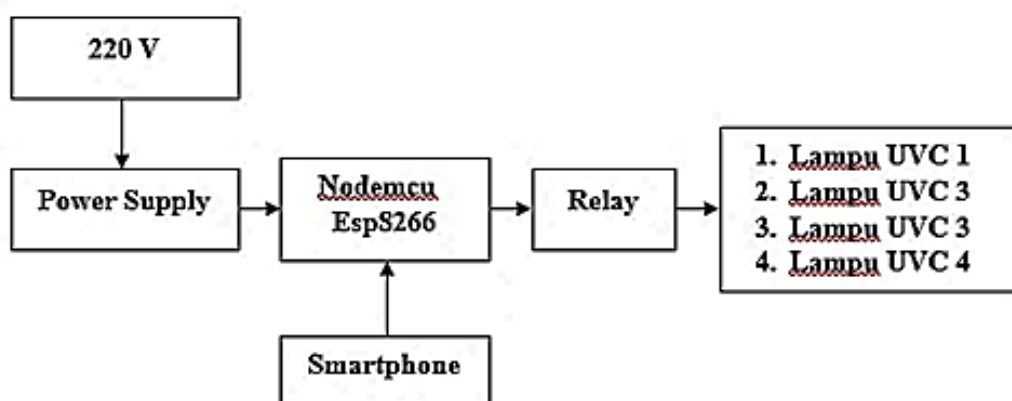 220 V
Power Supply
Nodemcu
Esp8266
Relay
1. Lampu UVC 1
2. Lampu UVC 3
3. Lampu UVC 3
4. Lampu UVC 4
Smartphone